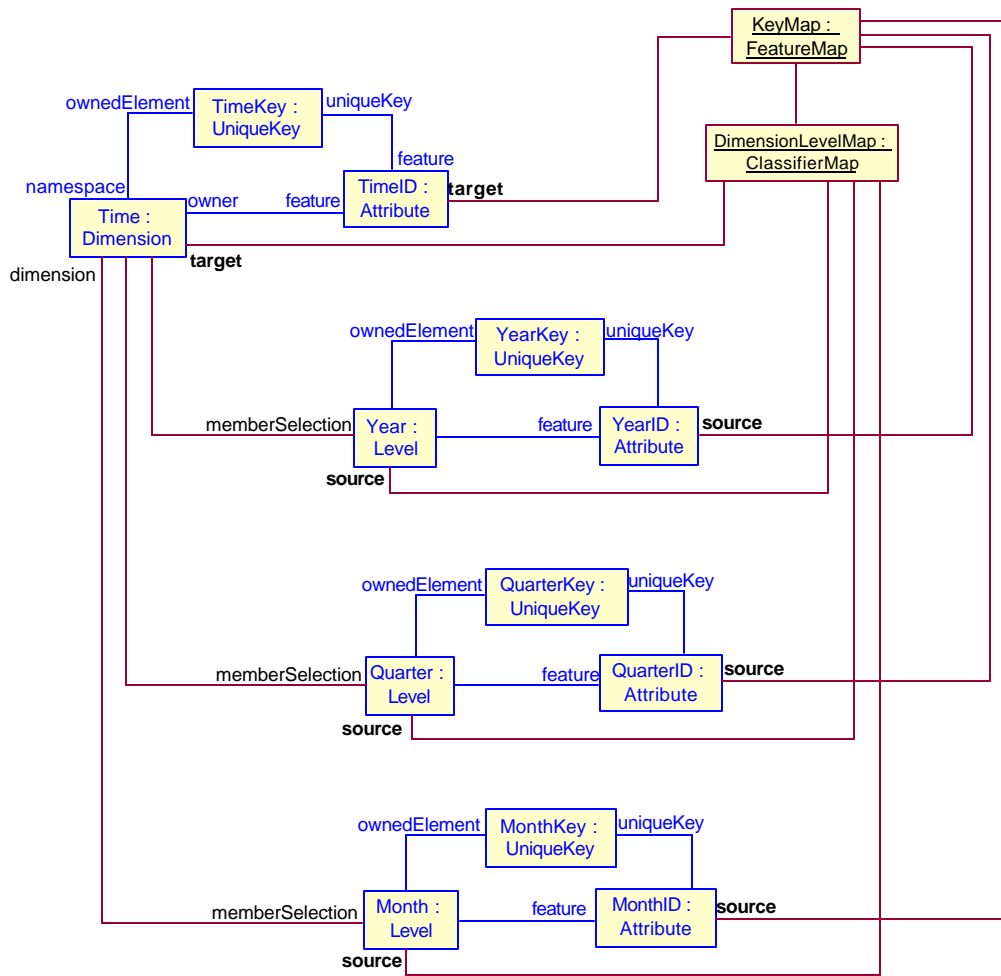 KeyMap :
FeatureMap
ownedElement
TimeKey :
UniqueKey
uniqueKey
DimensionLevelMap :
ClassifierMap
feature
namespace
owner
feature
TimeID :
Attribute
target
Time :
Dimension
target
dimension
ownedElement
YearKey :
UniqueKey
uniqueKey
memberSelection
Year :
Level
feature
YearID :
Attribute
source
source
ownedElement
QuarterKey :
UniqueKey
uniqueKey
memberSelection
Quarter :
Level
feature
QuarterID :
Attribute
source
source
ownedElement
MonthKey :
UniqueKey
uniqueKey
memberSelection
Month :
Level
feature
MonthID :
Attribute
source
source